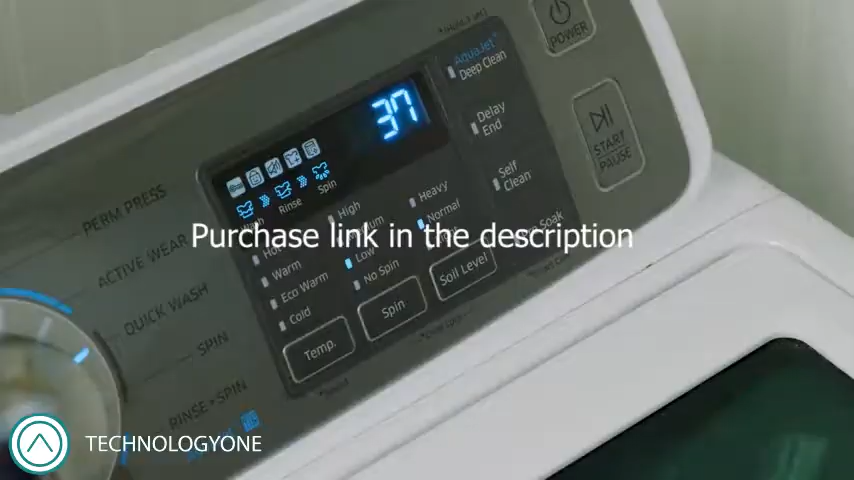 POWER
AquaJet
Deep Clean
37
Delay
End
START
PAUSE
Self
Clean
PERM PRESS
Rinse
Spin
High
Heavy
Normal
ACTIVE WEAR
Purchase link in the description
Warm
Low
Eco Warm
No Spin
Soil Level
QUICK WASH
Cold
Spin
Temp.
SPIN
RINSE+SPIN
TECHNOLOGYONE